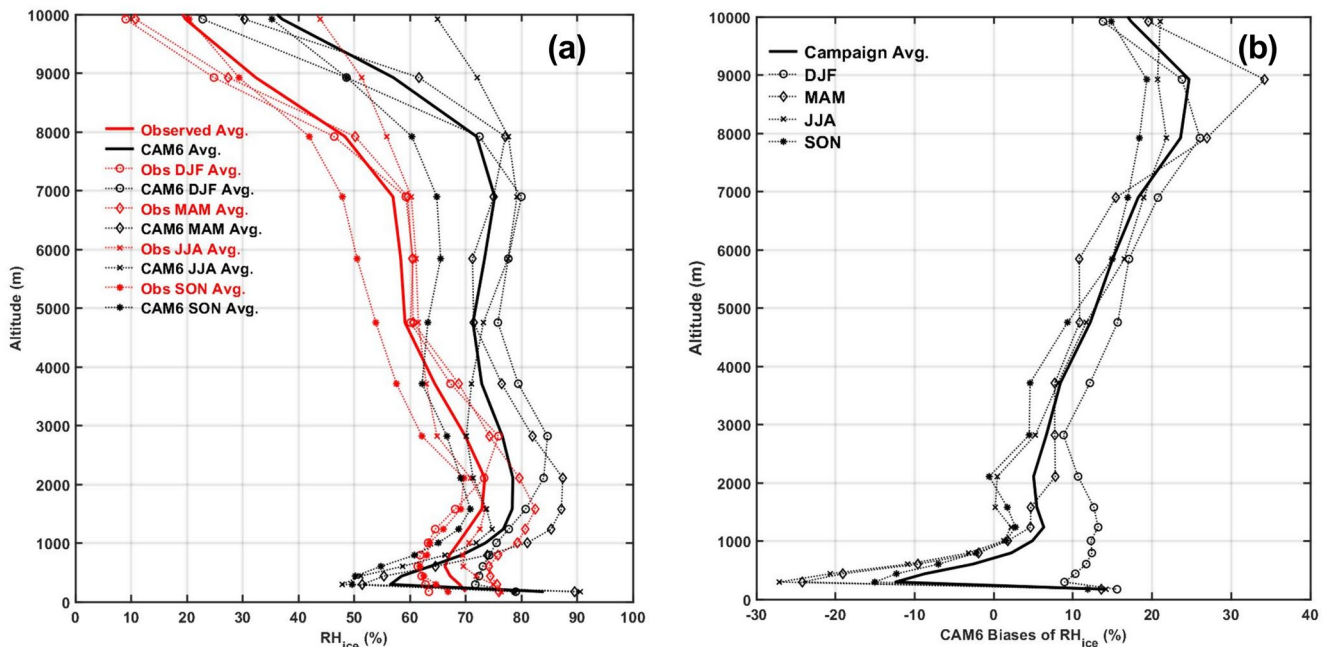 (a)
10000
9000
8000
7000
6000
5000
4000
3000
2000
1000
0
Altitude (m)
Observed Avg.
CAM6 Avg.
Obs DJF Avg.
CAM6 DJF Avg.
Obs MAM Avg.
CAM6 MAM Avg.
Obs JJA Avg.
CAM6 JJA Avg.
Obs SON Avg.
CAM6 SON Avg.
0 10 20 30 40 50 60 70 80 90 100
RHice (%)
(b)
10000
9000
8000
7000
6000
5000
4000
3000
2000
1000
0
Altitude (m)
Campaign Avg.
DJF
MAM
JJA
SON
-30 -20 -10 0 10 20 30 40
CAM6 Biases of RHice (%)